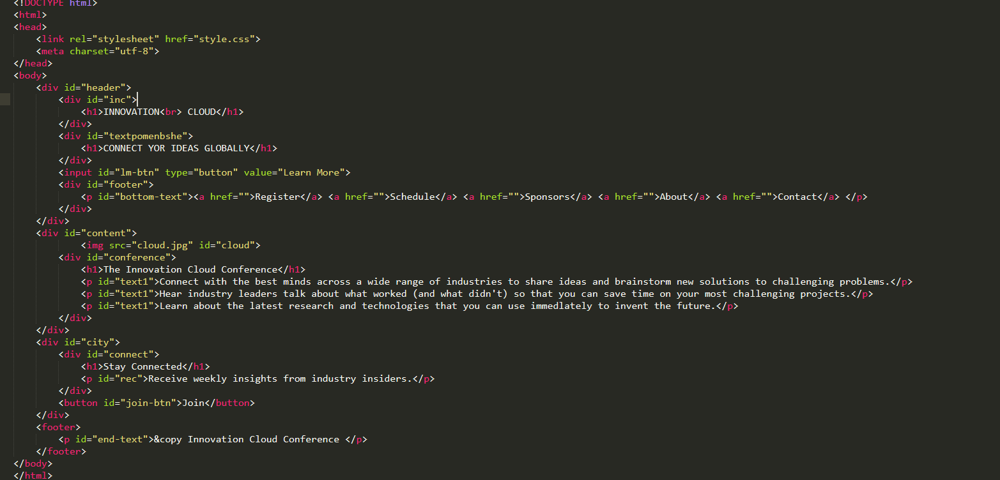 <!DOCTYPE html>
<html>
<head>
    <link rel="stylesheet" href="style.css">
    <meta charset="utf-8">
</head>
<body>
    <div id="header">
        <div id="inc">
            <h1>INNOVATION<br> CLOUD</h1>
        </div>
        <div id="textpomenbshe">
            <h1>CONNECT YOR IDEAS GLOBALLY</h1>
        </div>
        <input id="lm-btn" type="button" value="Learn More">
        <div id="footer">
            <p id="bottom-text"><a href="">Register</a> <a href="">Schedule</a> <a href="">Sponsors</a> <a href="">About</a> <a href="">Contact</a> </p>
        </div>
    </div>
    <div id="content">
            <img src="cloud.jpg" id="cloud">
        <div id="conference">
            <h1>The Innovation Cloud Conference</h1>
            <p id="text1">Connect with the best minds across a wide range of industries to share ideas and brainstorm new solutions to challenging problems.</p>
            <p id="text1">Hear industry leaders talk about what worked (and what didn't) so that you can save time on your most challenging projects.</p>
            <p id="text1">Learn about the latest research and technologies that you can use immedlately to invent the future.</p>
        </div>
    </div>
    <div id="city">
        <div id="connect">
            <h1>Stay Connected</h1>
            <p id="rec">Receive weekly insights from industry insiders.</p>
        </div>
        <button id="join-btn">Join</button>
    </div>
    <footer>
        <p id="end-text">&copy Innovation Cloud Conference </p>
    </footer>
</body>
</html>